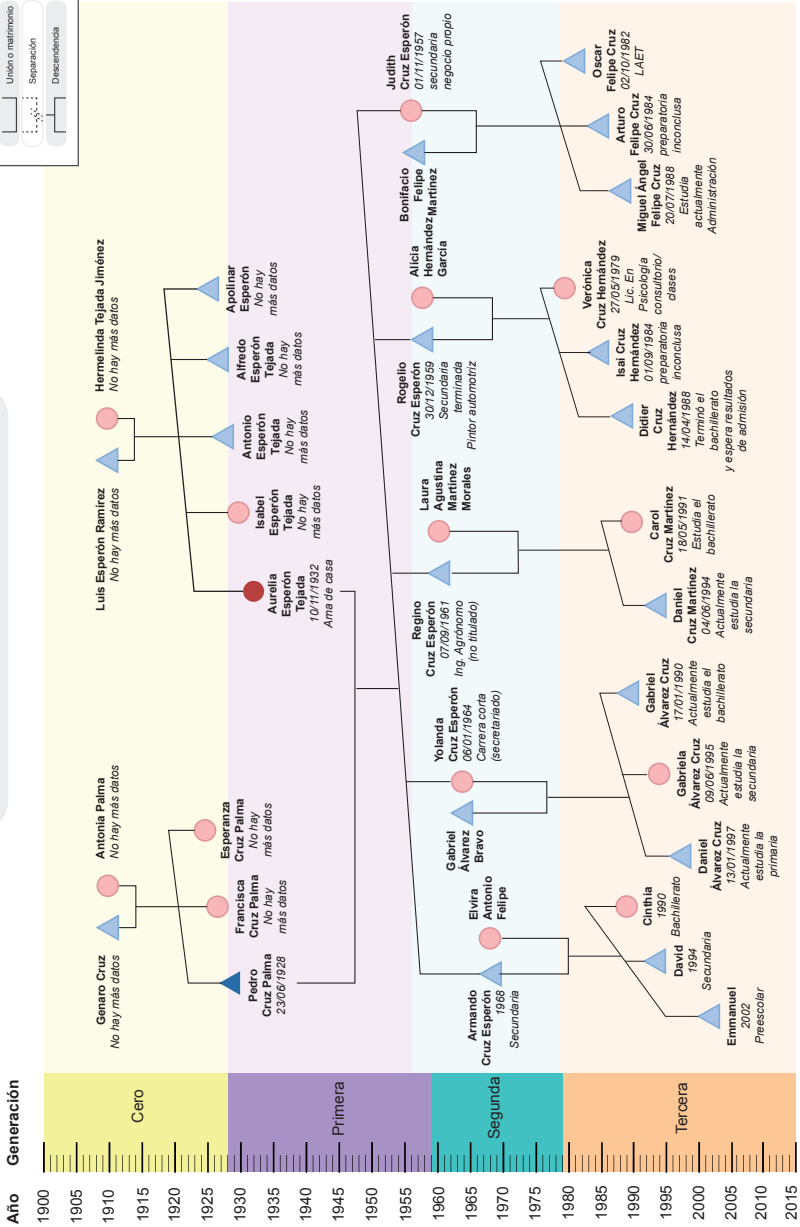 Año
Generación
1900
1905
1910
1915
1920
1925
1930
1935
1940
1945
1950
1955
1960
1965
1970
1975
1980
1985
1990
1995
2000
2005
2010
2015
Cero
Primera
Segunda
Tercera
Unión o matrimonio
Separación
Descendencia
Genaro Cruz
No hay más datos
Antonia Palma
No hay más datos
Luis Esperón Ramírez
No hay más datos
Hermelinda Tejada Jiménez
No hay más datos
Pedro
Cruz Palma
23/06/1928
Francisca
Cruz Palma
No hay
más datos
Esperanza
Cruz Palma
No hay
más datos
Aurelia
Esperón
Tejada
10/11/1932
Ama de casa
Isabel
Esperón
Tejada
No hay
más datos
Antonio
Esperón
Tejada
No hay
más datos
Alfredo
Esperón
Tejada
No hay
más datos
Apolinar
Esperón
No hay
más datos
Armando
Cruz Esperón
1968
Secundaria
Elvira
Antonio
Felipe
Gabriel
Álvarez
Bravo
Yolanda
Cruz Esperón
06/01/1964
Carrera corta
(secretariado)
Regino
Cruz Esperón
07/09/1961
Ing. Agrónomo
(no titulado)
Laura
Agustina
Martínez
Morales
Rogelio
Cruz Esperón
30/12/1959
Secundaria
terminada
Pintor automotriz
Alicia
Hernández
García
Bonifacio
Felipe
Martínez
Judith
Cruz Esperón
01/11/1957
secundaria
negocio propio
Emmanuel
2002
Preescolar
David
1994
Secundaria
Cinthia
1990
Bachillerato
Daniel
Álvarez Cruz
13/01/1997
Actualmente
estudia la
primaria
Gabriela
Álvarez Cruz
09/06/1995
Actualmente
estudia la
secundaria
Gabriel
Álvarez Cruz
17/01/1990
Actualmente
estudia el
bachillerato
Daniel
Cruz Martínez
04/06/1994
Actualmente
estudia la
secundaria
Carol
Cruz Martínez
18/05/1991
Estudia el
bachillerato
Didier
Cruz
Hernández
14/04/1988
Terminó el
bachillerato
y espera resultados
de admisión
Isai Cruz
Hernández
01/09/1984
preparatoria
inconclusa
Verónica
Cruz Hernández
27/05/1979
Lic. En
Psicología
consultorio/
clases
Miguel Ángel
Felipe Cruz
20/07/1988
Estudia
actualmente
Administración
Arturo
Felipe Cruz
30/06/1984
preparatoria
inconclusa
Oscar
Felipe Cruz
02/10/1982
LAET